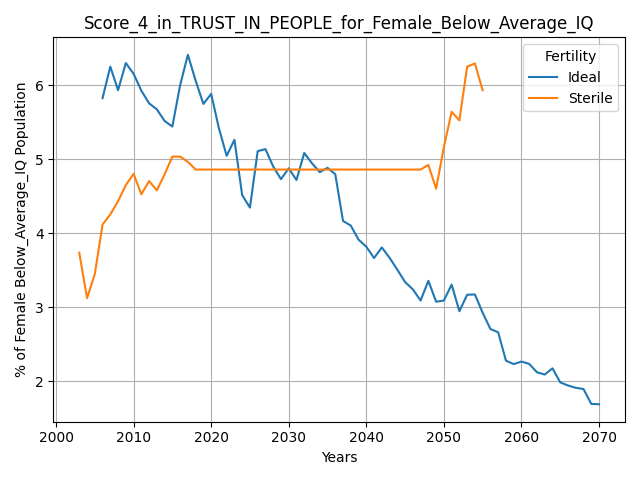 Score_4_in_TRUST_IN_PEOPLE_for_Female_Below_Average_IQ
% of Female Below_Average_IQ Population
6
5
4
3
2
Fertility
Ideal
Sterile
2000 2010 2020 2030 2040 2050 2060 2070
Years